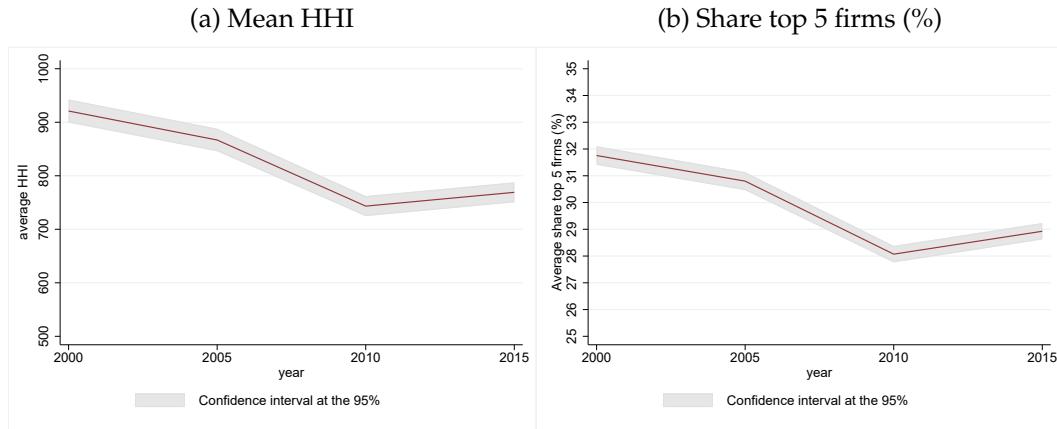 (a) Mean HHI
average HHI
1000
900
800
700
600
500
2000 2005 2010 2015
year
Confidence interval at the 95%
(b) Share top 5 firms (%)
Average share top 5 firms (%)
35
34
33
32
31
30
29
28
27
26
25
2000 2005 2010 2015
year
Confidence interval at the 95%